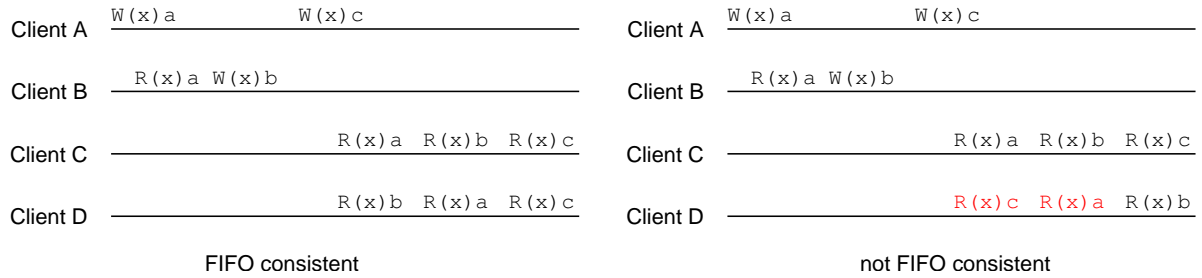 W(x)a W(x)c
Client A
R(x)a W(x)b
Client B
R(x)a R(x)b R(x)c
Client C
R(x)b R(x)a R(x)c
Client D
FIFO consistent
W(x)a W(x)c
Client A
R(x)a W(x)b
Client B
R(x)a R(x)b R(x)c
Client C
R(x)c R(x)a R(x)b
Client D
not FIFO consistent